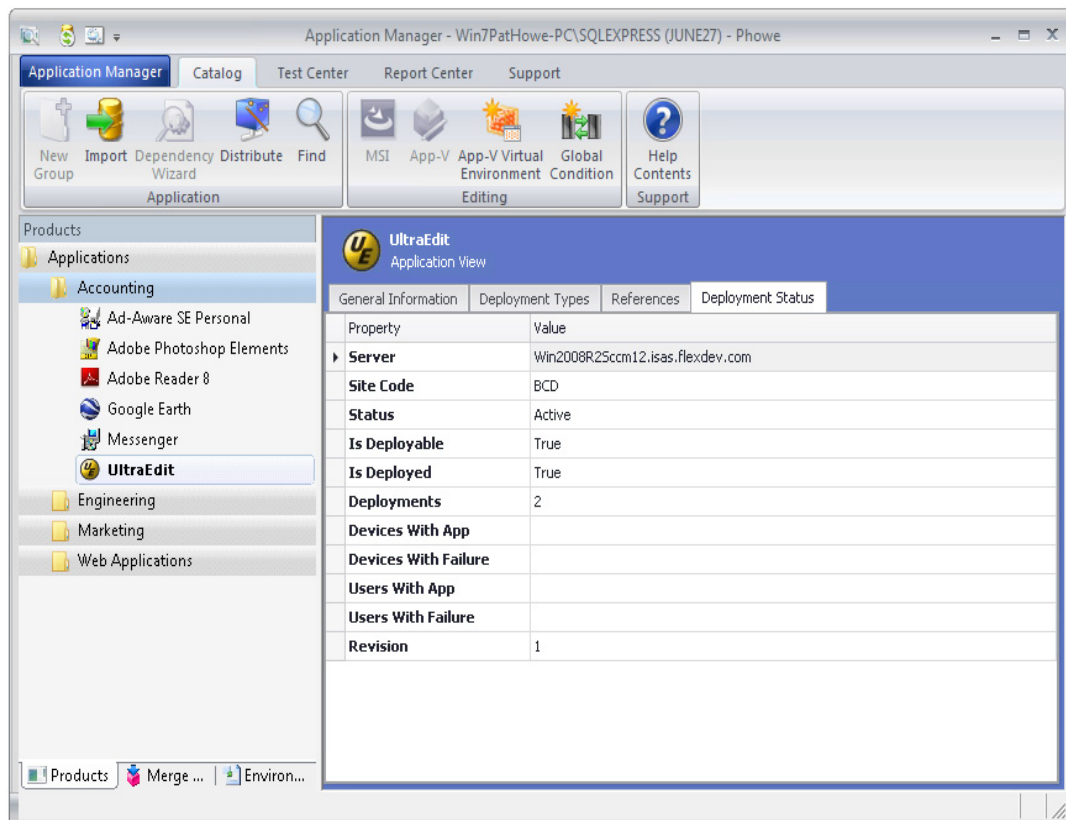 Application Manager - Win7PatHowe-PC\SQLEXPRESS (JUNE27) - Phowe
Application Manager Catalog Test Center Report Center Support
New Group Import Dependency Wizard Distribute Find MSI App-V App-V Virtual Environment Global Condition Help Contents
Application Editing Support
Products
Applications
Accounting
Ad-Aware SE Personal
Adobe Photoshop Elements
Adobe Reader 8
Google Earth
Messenger
UltraEdit
Engineering
Marketing
Web Applications
Products Merge ... Environ...
UltraEdit
Application View
General Information Deployment Types References Deployment Status
Property Value
Server Win2008R2Sccm12.isas.flexdev.com
Site Code BCD
Status Active
Is Deployable True
Is Deployed True
Deployments 2
Devices With App
Devices With Failure
Users With App
Users With Failure
Revision 1